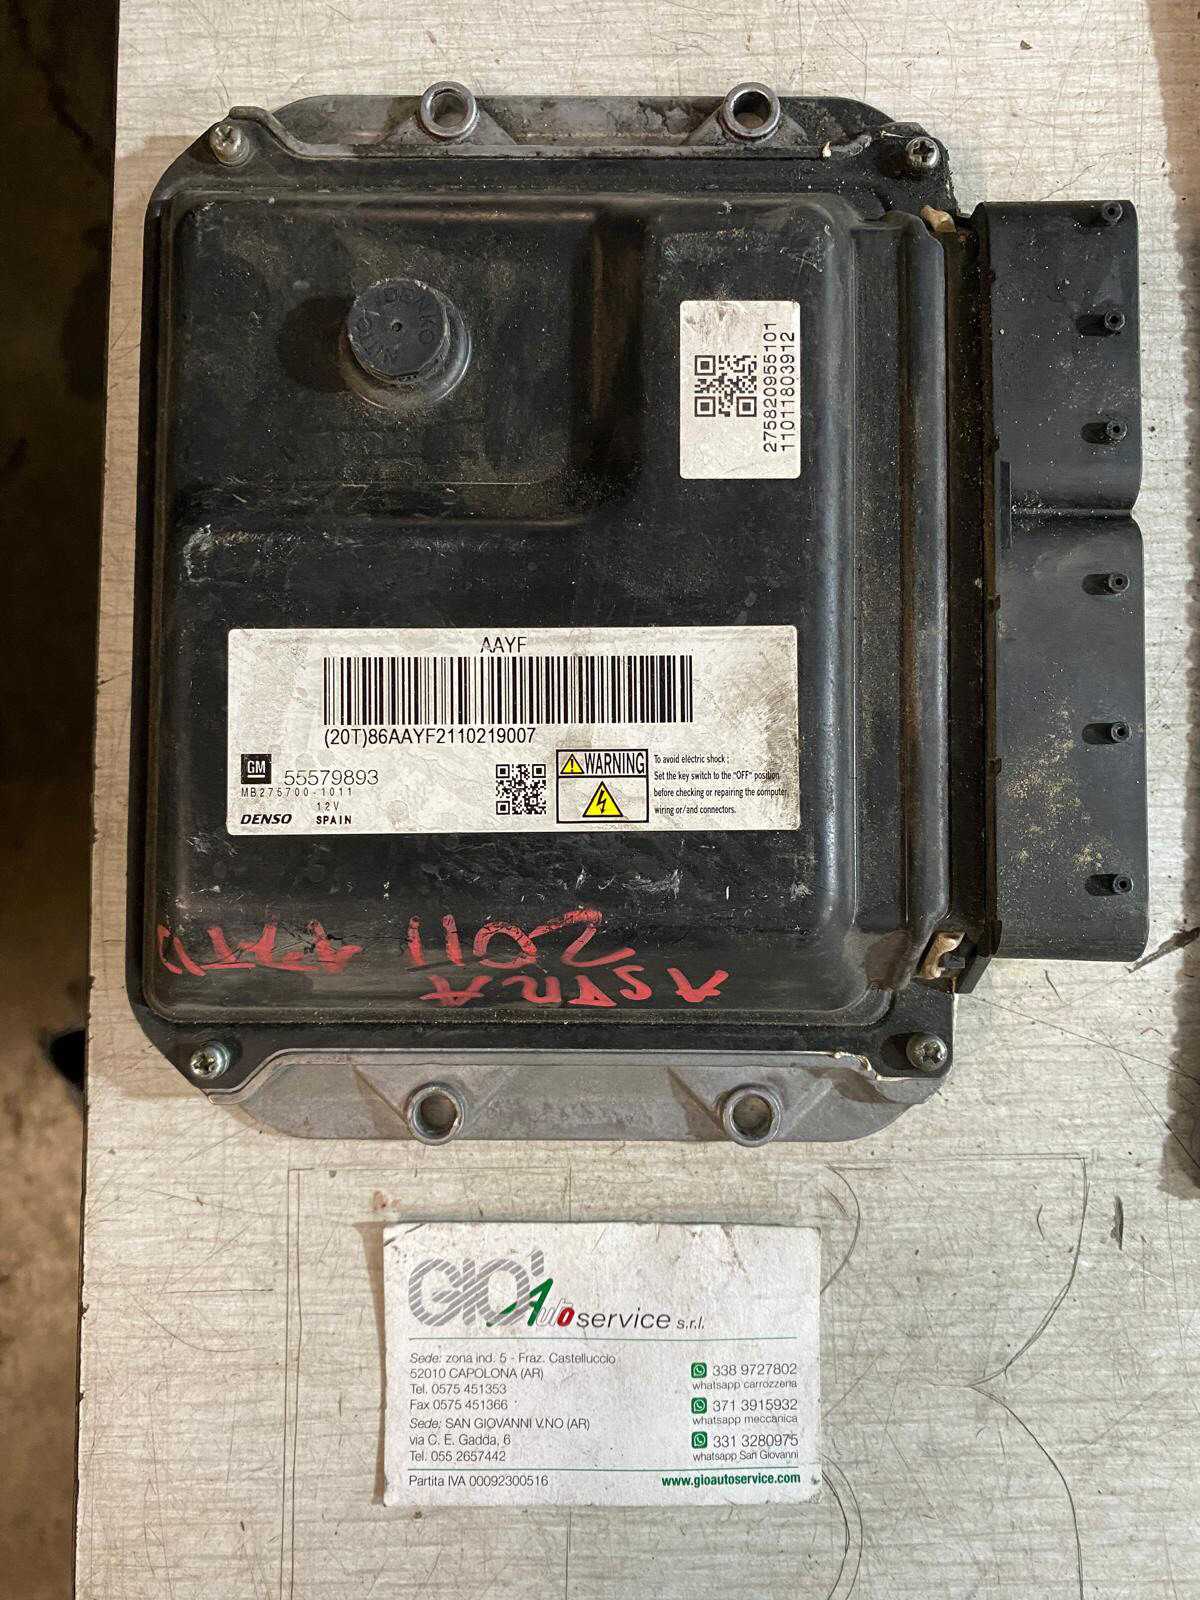 DENKO
275820955101
110111803912
AAYF
(20T)86AAYF2110219007
GM
55579893
MB275700-1011
12V
DENSO SPAIN
WARNING
To avoid electric shock ;
Set the key switch to the "OFF" position
before checking or repairing the computer,
wiring or/and connectors.
ASTRA
2011
GIO' Auto service s.r.l.
Sede: zona ind. 5 - Fraz. Castelluccio
52010 CAPOLONA (AR)
Tel. 0575 451353
Fax 0575 451366
Sede: SAN GIOVANNI V.NO (AR)
via C. E. Gadda, 6
Tel. 055 2657442
338 9727802
whatsapp carrozzeria
371 3915932
whatsapp meccanica
331 3280975
whatsapp San Giovanni
Partita IVA 00092300516
www.gioautoservice.com